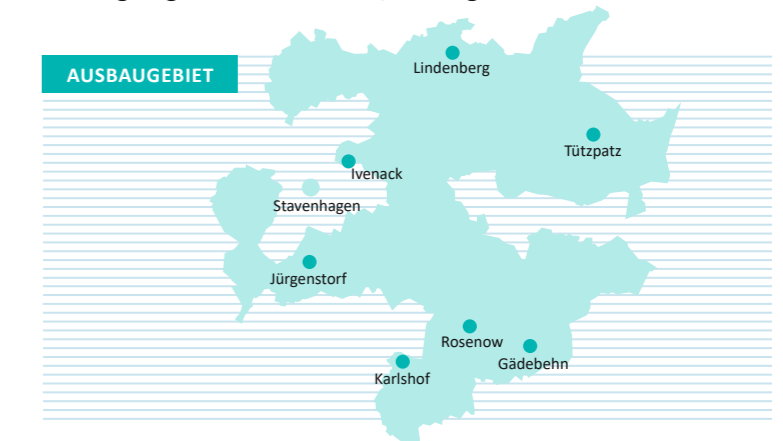 AUSBAUGEBIET
Lindenberg
Tützpatz
Ivenack
Stavenhagen
Jürgenstorf
Rosenow
Gädebehn
Karlshof